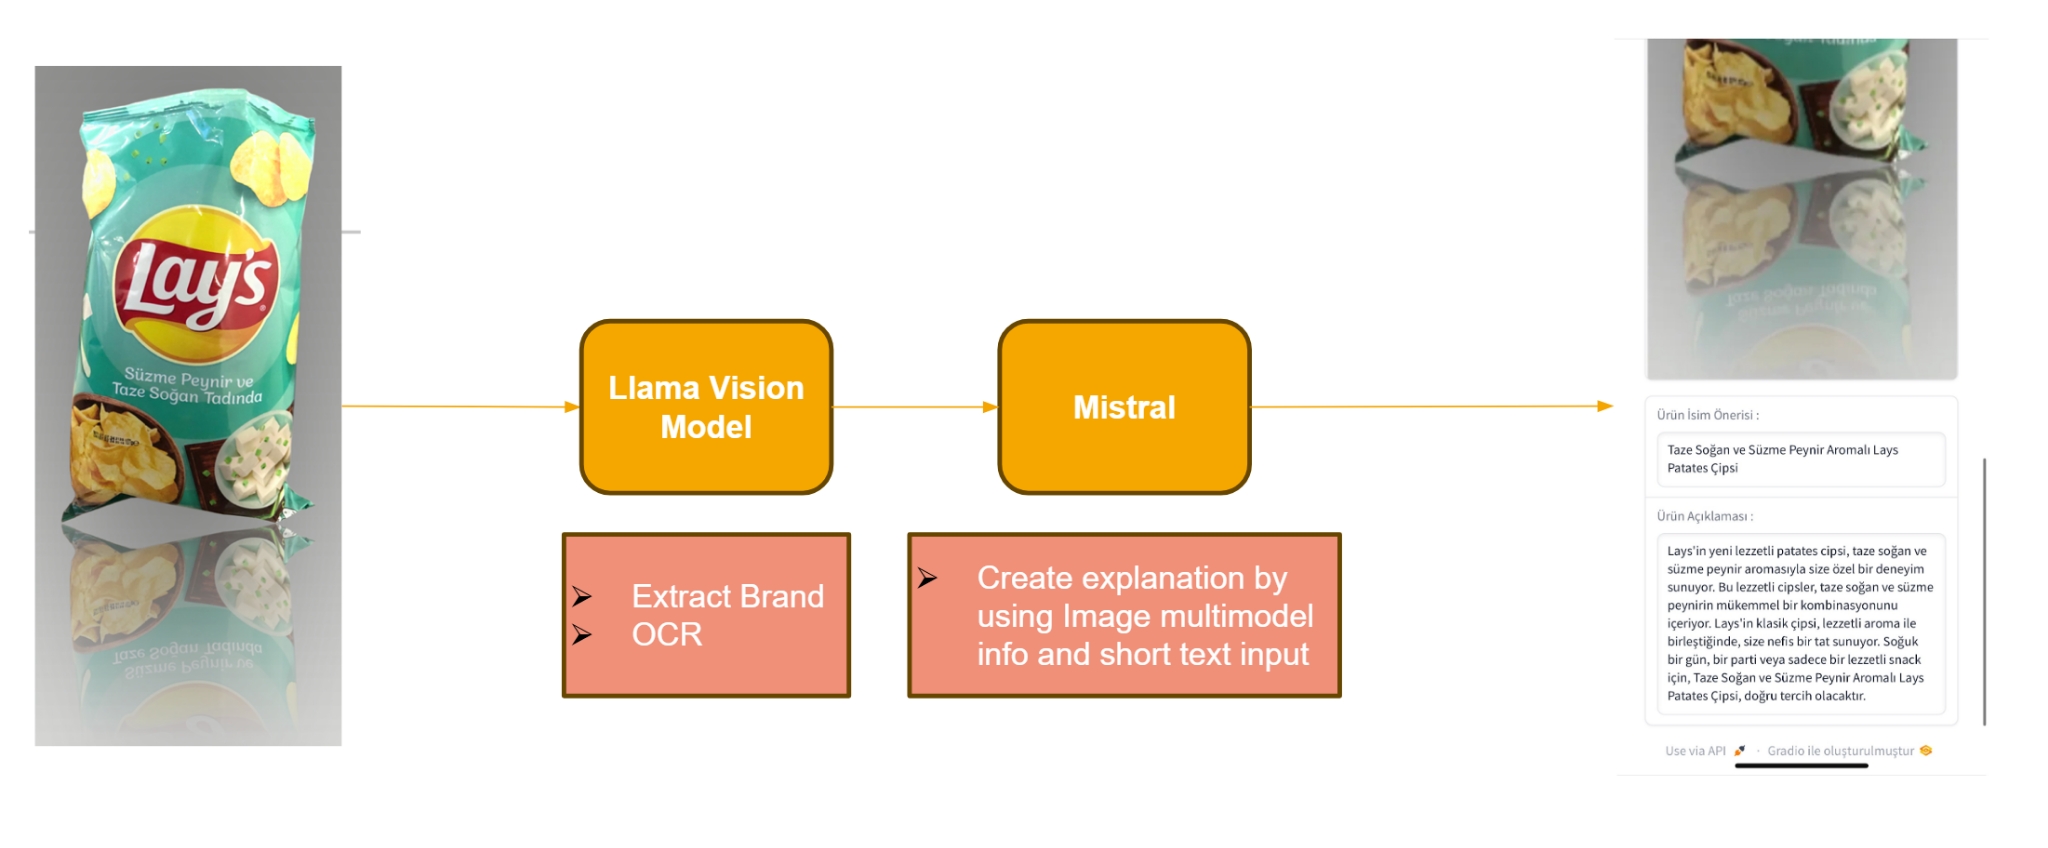 Lay's
Süzme Peynir ve
Taze Soğan Tadında
Llama Vision
Model
Mistral
Extract Brand
OCR
Create explanation by
using Image multimodel
info and short text input
Ürün İsim Önerisi :
Taze Soğan ve Süzme Peynir Aromalı Lays
Patates Çipsi
Ürün Açıklaması :
Lays'in yeni lezzetli patates cipsi, taze soğan ve
süzme peynir aromasıyla size özel bir deneyim
sunuyor. Bu lezzetli cipsler, taze soğan ve süzme
peynirin mükemmel bir kombinasyonunu
içeriyor. Lays'in klasik çipsi, lezzetli aroma ile
birleştiğinde, size nefis bir tat sunuyor. Soğuk
bir gün, bir parti veya sadece bir lezzetli snack
için, Taze Soğan ve Süzme Peynir Aromalı Lays
Patates Çipsi, doğru tercih olacaktır.
Use via API · Gradio ile oluşturulmuştur